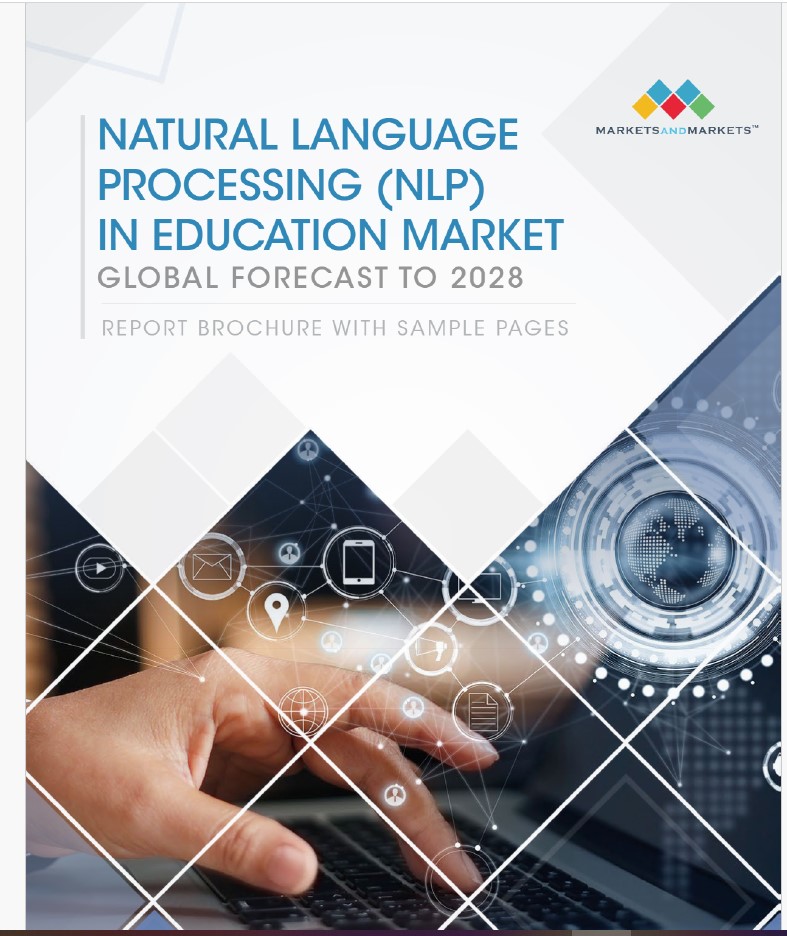 MARKETSANDMARKETS™
NATURAL LANGUAGE
PROCESSING (NLP)
IN EDUCATION MARKET
GLOBAL FORECAST TO 2028
REPORT BROCHURE WITH SAMPLE PAGES